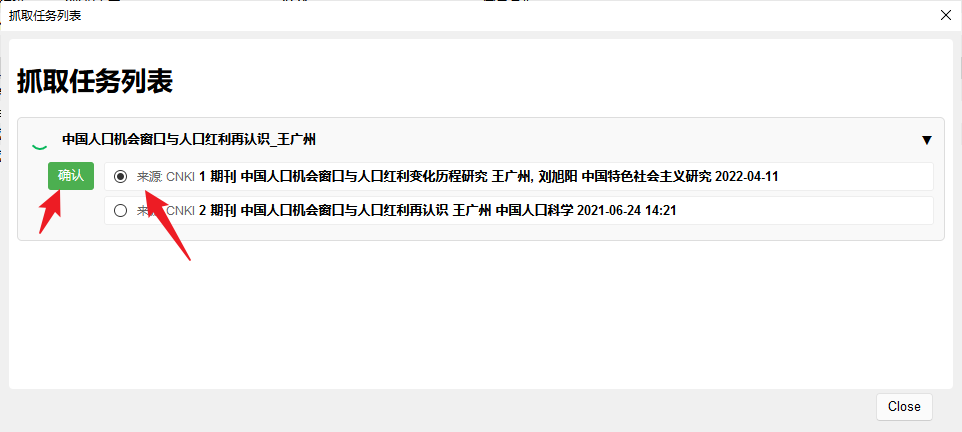 抓取任务列表
抓取任务列表
中国人口机会窗口与人口红利再认识_王广州
确认
来源: CNKI 1 期刊 中国人口机会窗口与人口红利变化历程研究 王广州, 刘旭阳 中国特色社会主义研究 2022-04-11
CNKI 2 期刊 中国人口机会窗口与人口红利再认识 王广州 中国人口科学 2021-06-24 14:21
Close